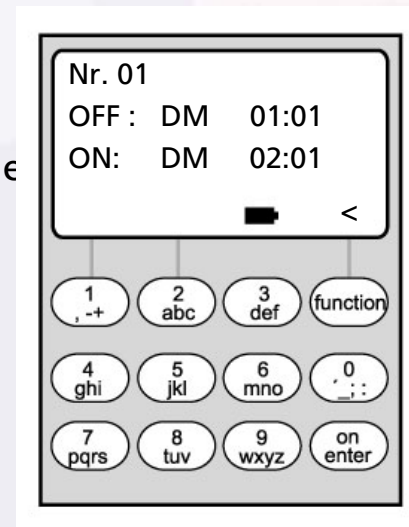 Nr. 01
OFF : DM 01:01
ON: DM 02:01
<
e
1 2 3 function
, -+ abc def
4 5 6 0
ghi jkl mno ´_; :
7 8 9 on
pqrs tuv wxyz enter